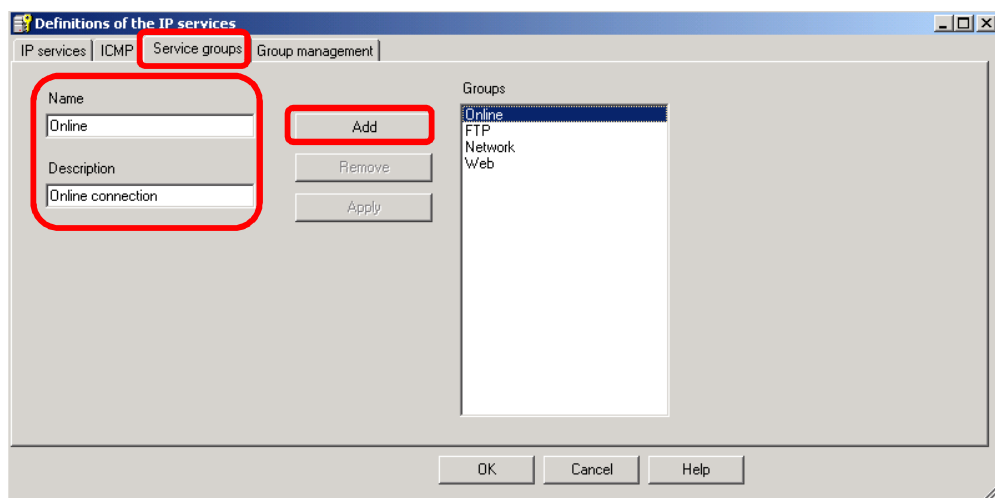 Definitions of the IP services
IP services ICMP Service groups Group management
Name
Online
Description
Online connection
Add
Remove
Apply
Groups
Online
FTP
Network
Web
OK Cancel Help